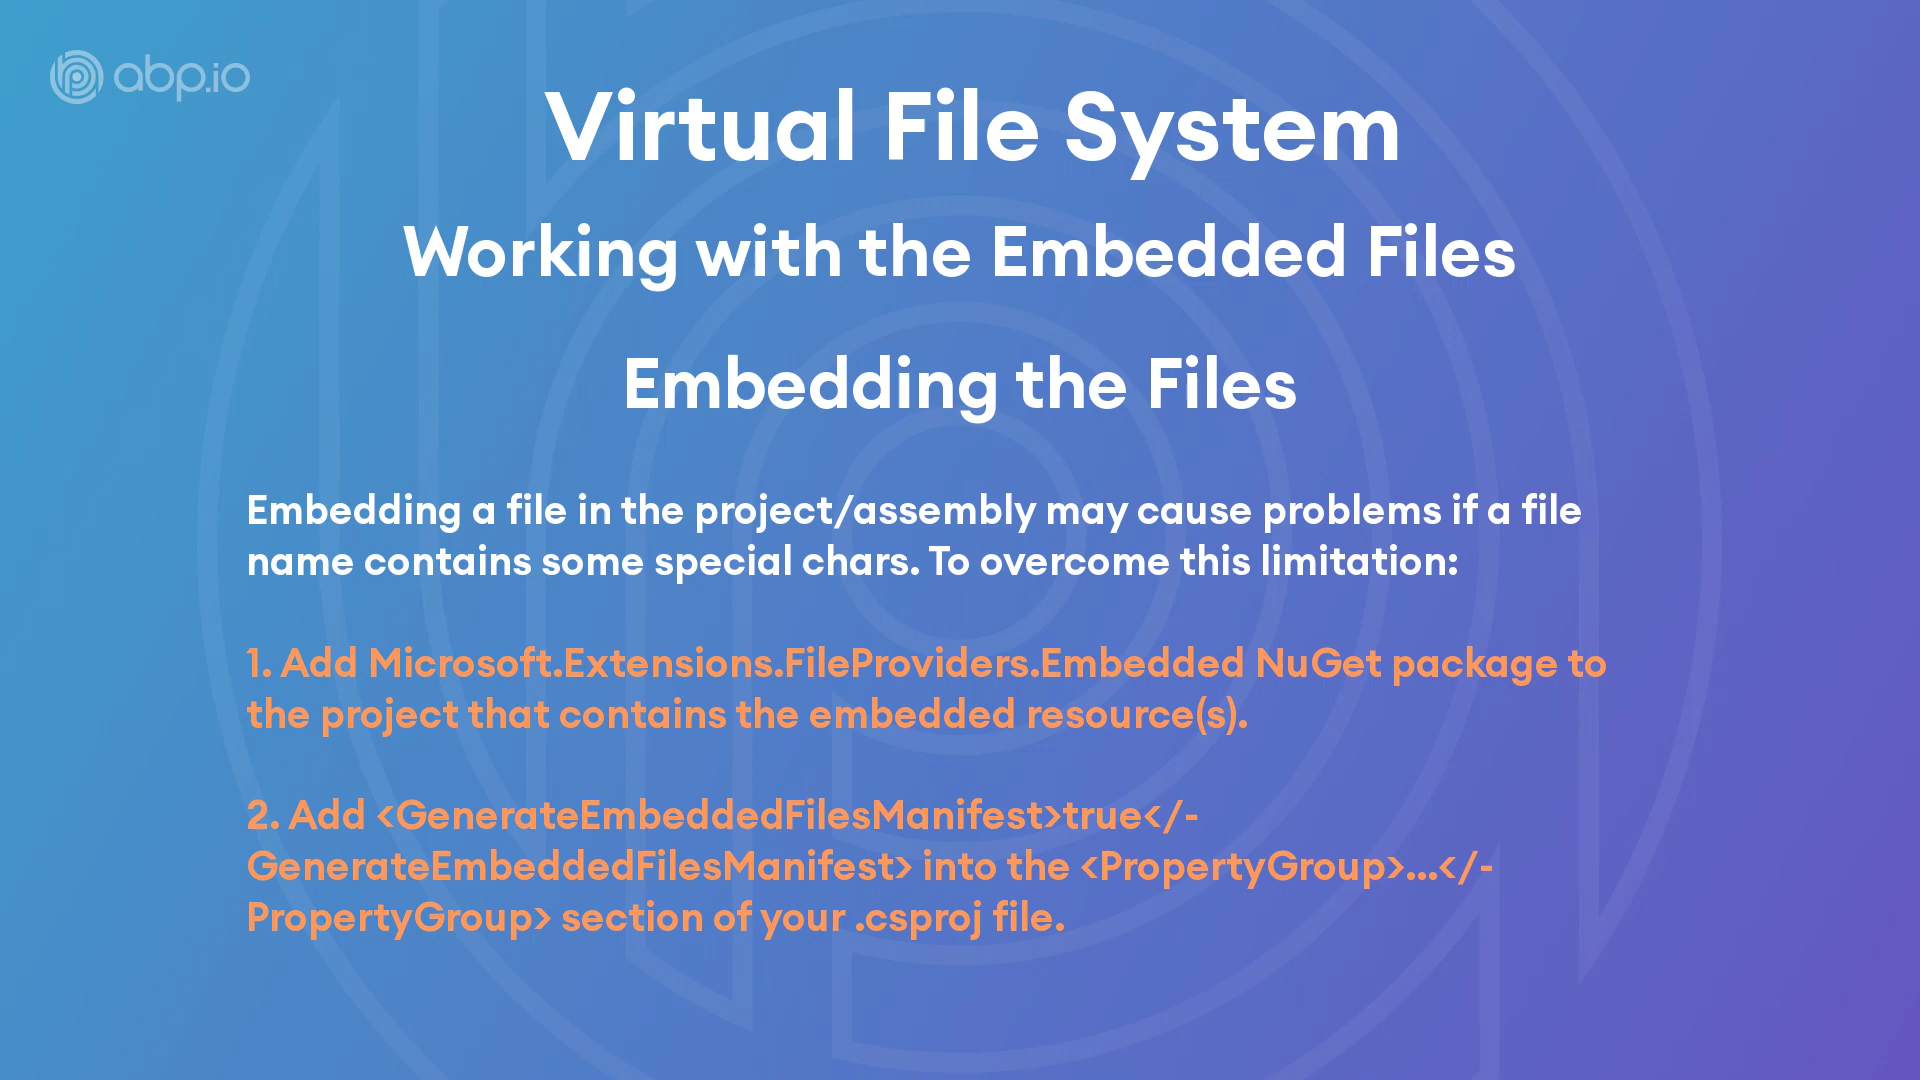 abp.io
Virtual File System
Working with the Embedded Files
Embedding the Files
Embedding a file in the project/assembly may cause problems if a file
name contains some special chars. To overcome this limitation:
1. Add Microsoft.Extensions.FileProviders.Embedded NuGet package to
the project that contains the embedded resource(s).
2. Add <GenerateEmbeddedFilesManifest>true</-
GenerateEmbeddedFilesManifest> into the <PropertyGroup>...</-
PropertyGroup> section of your .csproj file.